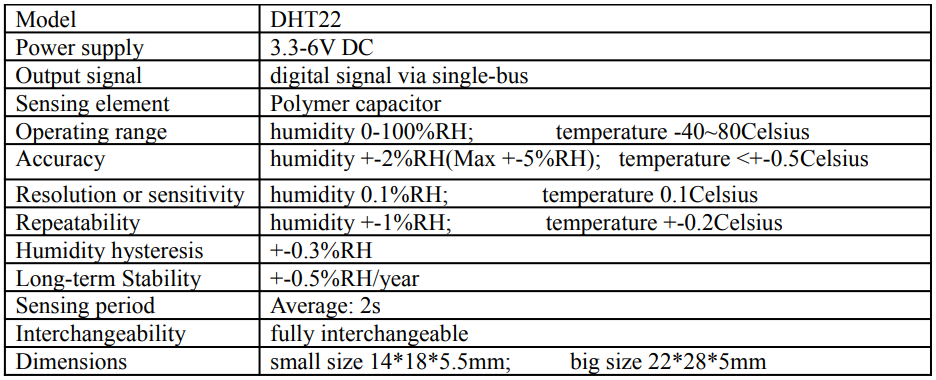 Model DHT22
Power supply 3.3-6V DC
Output signal digital signal via single-bus
Sensing element Polymer capacitor
Operating range humidity 0-100%RH; temperature -40~80Celsius
Accuracy humidity +-2%RH(Max +-5%RH); temperature <+-0.5Celsius
Resolution or sensitivity humidity 0.1%RH; temperature 0.1Celsius
Repeatability humidity +-1%RH; temperature +-0.2Celsius
Humidity hysteresis +-0.3%RH
Long-term Stability +-0.5%RH/year
Sensing period Average: 2s
Interchangeability fully interchangeable
Dimensions small size 14*18*5.5mm; big size 22*28*5mm